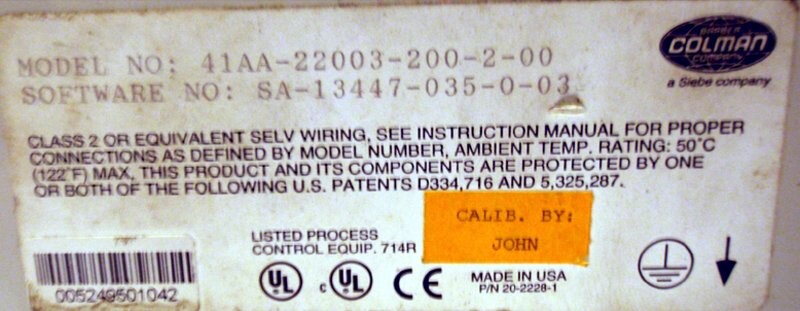 MODEL NO: 41AA-22003-200-2-00
SOFTWARE NO: SA-13447-035-0-03
BARBER
COLMAN
COMPANY
a Siebe company
CLASS 2 OR EQUIVALENT SELV WIRING, SEE INSTRUCTION MANUAL FOR PROPER
CONNECTIONS AS DEFINED BY MODEL NUMBER, AMBIENT TEMP. RATING: 50°C
(122°F) MAX, THIS PRODUCT AND ITS COMPONENTS ARE PROTECTED BY ONE
OR BOTH OF THE FOLLOWING U.S. PATENTS D334,716 AND 5,325,287.
CALIB. BY:
JOHN
LISTED PROCESS
CONTROL EQUIP. 714R
005249501042
UL
c UL
CE
MADE IN USA
P/N 20-2228-1